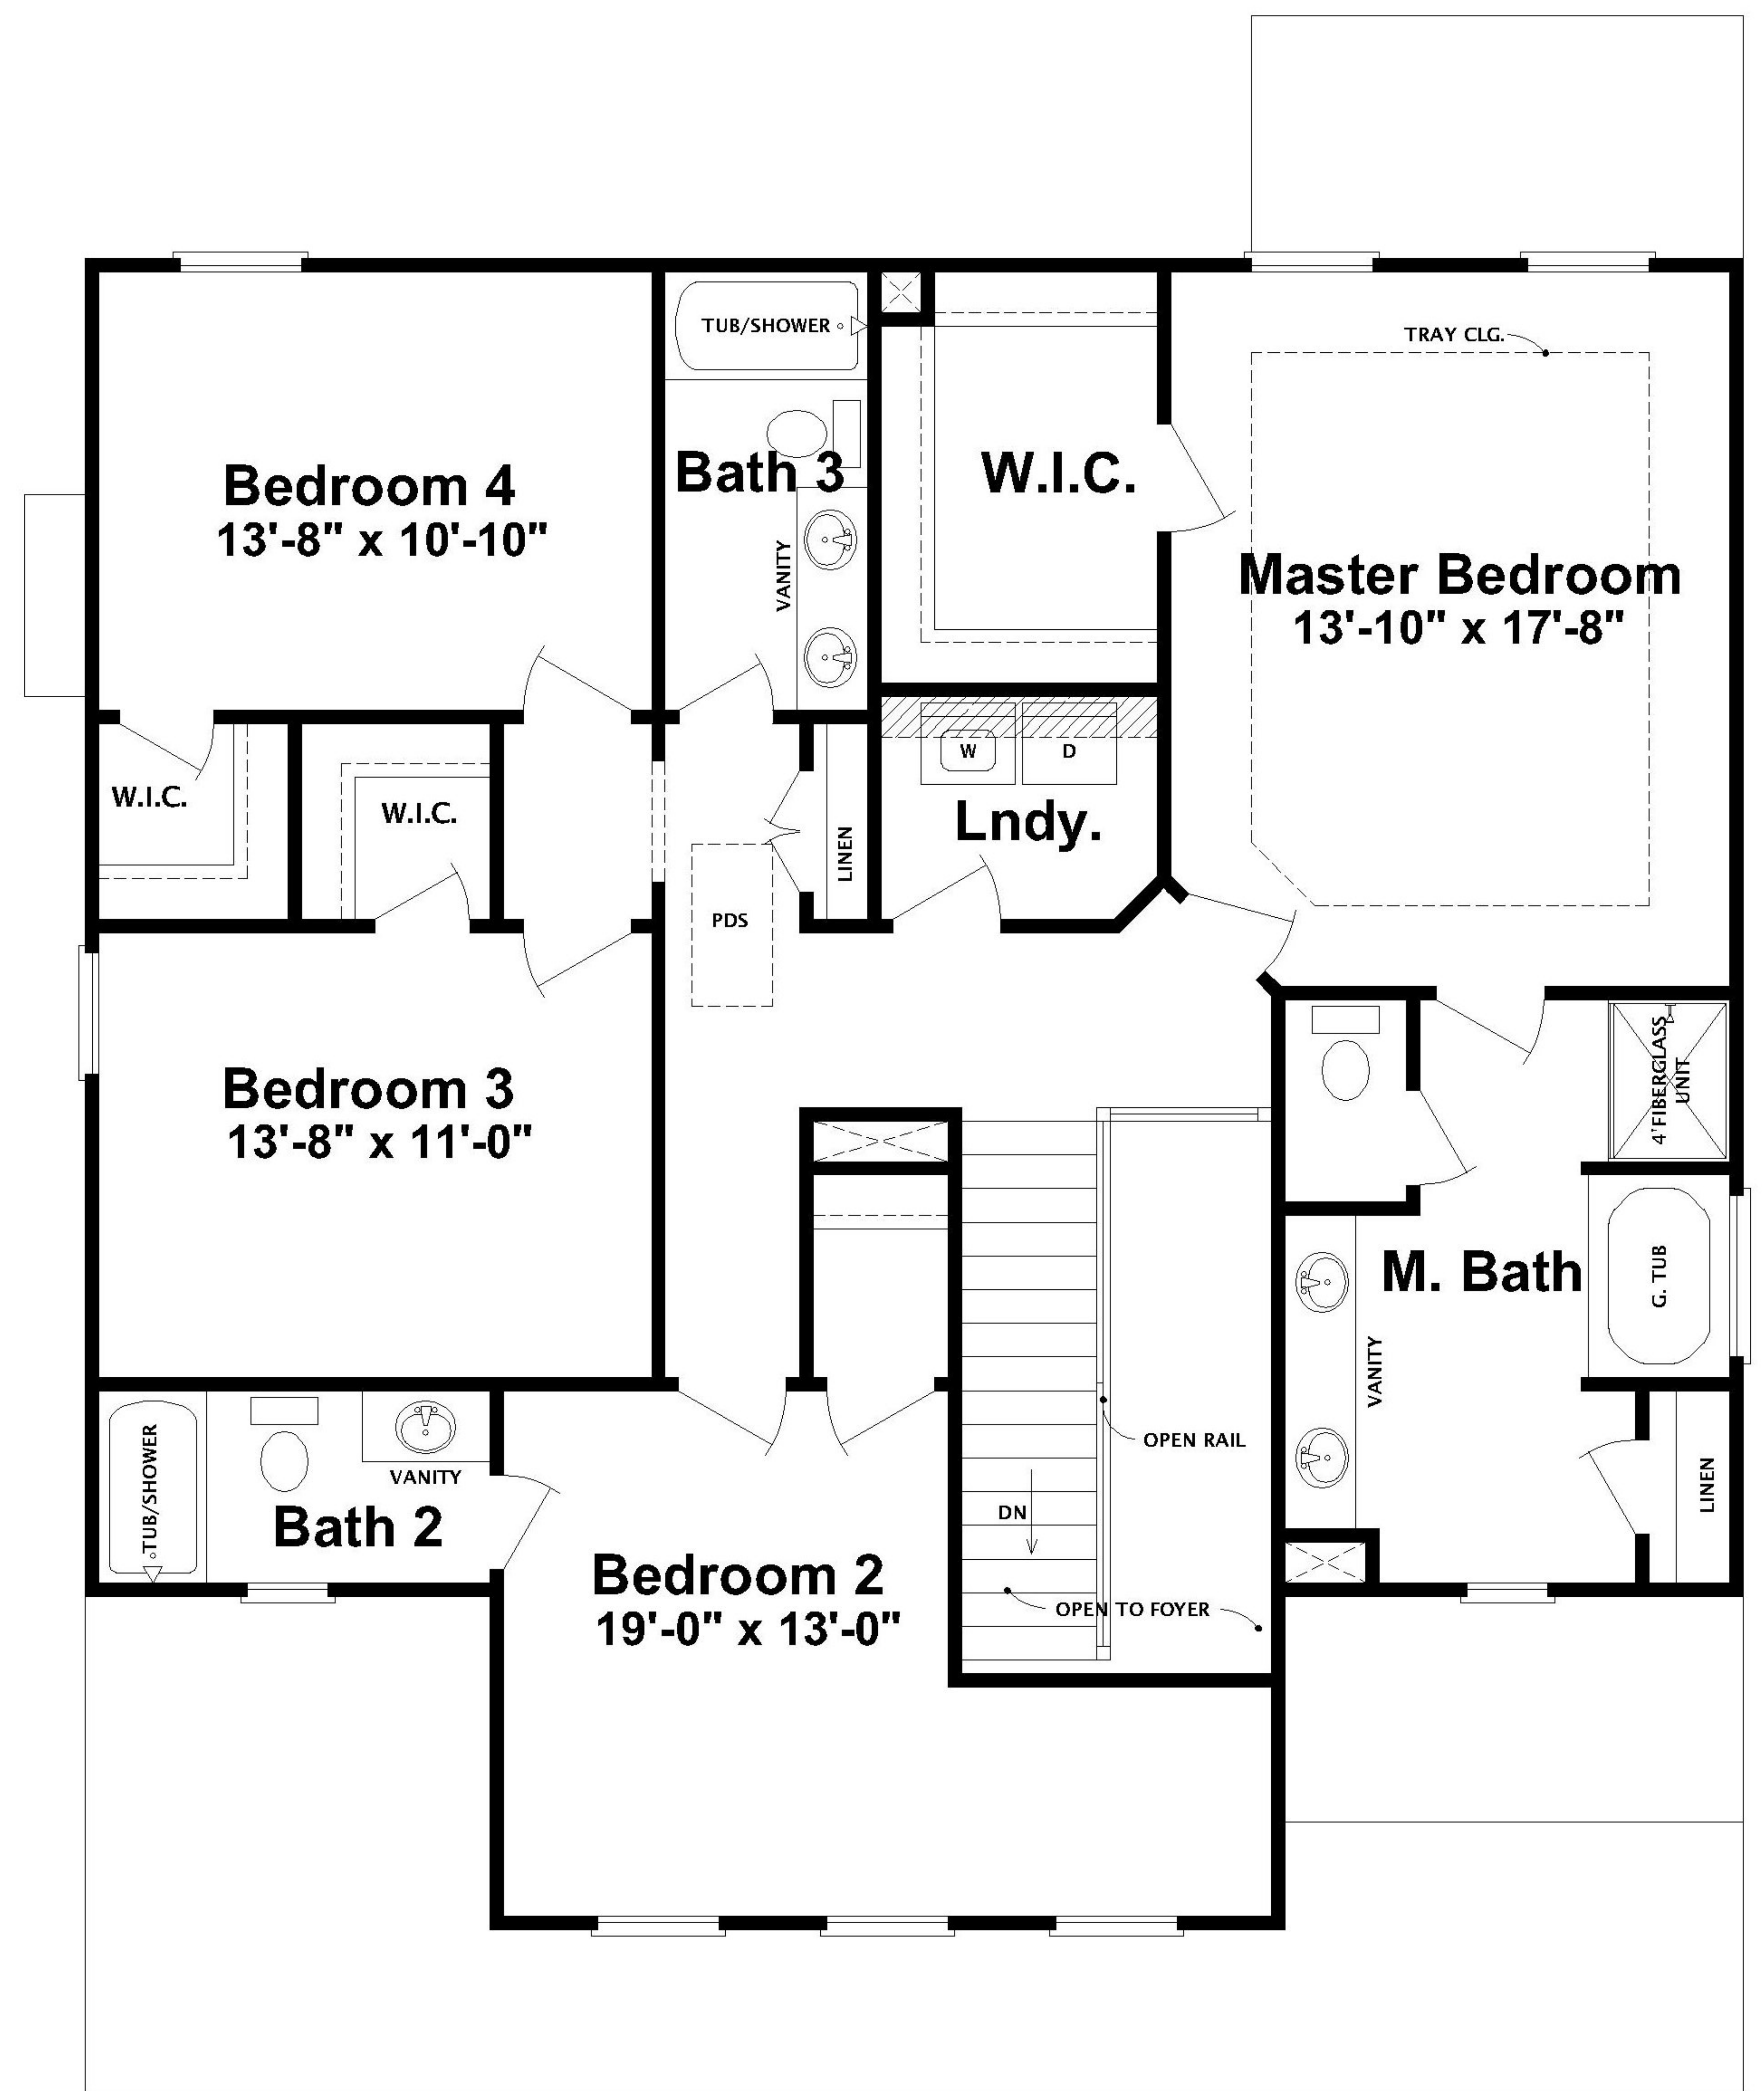 TRAY CLG.
TUB/SHOWER
Bedroom 4
13'-8" x 10'-10"
Bath 3
VANITY
W.I.C.
Master Bedroom
13'-10" x 17'-8"
W.I.C.
W.I.C.
LINEN
W
D
Lndy.
PDS
Bedroom 3
13'-8" x 11'-0"
4'FIBERGLASS
UNIT
M. Bath
G. TUB
VANITY
LINEN
OPEN RAIL
DN
OPEN TO FOYER
TUB/SHOWER
VANITY
Bath 2
Bedroom 2
19'-0" x 13'-0"